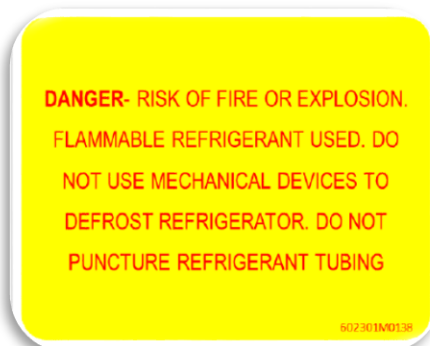 DANGER- RISK OF FIRE OR EXPLOSION.
FLAMMABLE REFRIGERANT USED. DO
NOT USE MECHANICAL DEVICES TO
DEFROST REFRIGERATOR. DO NOT
PUNCTURE REFRIGERANT TUBING
602301M0138